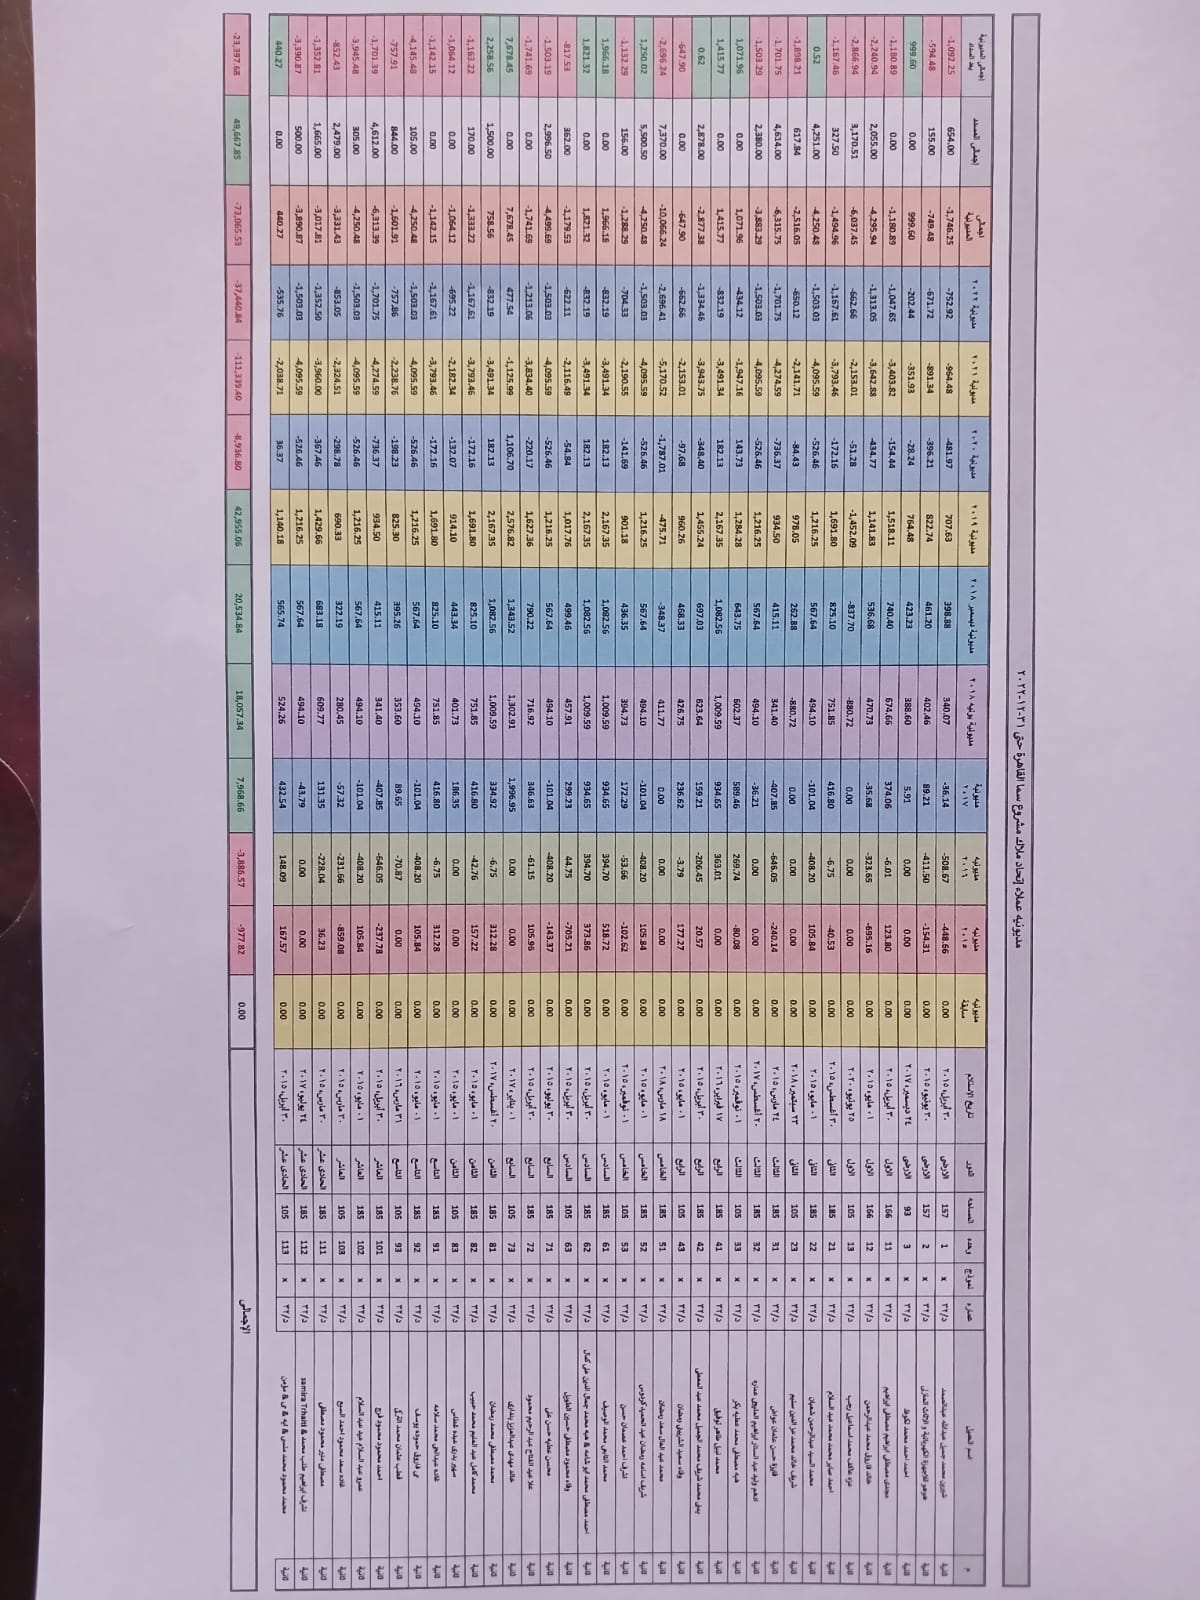 مديونيه عملاء إتحاد ملاك مشروع سما القاهرة حتى ٣١-١٢-٢٠٢٢
م اسم العميل عماره نموذج وحده المساحه الدور تاريخ الإستلام مديونيه سابقة مديونيه ٢٠١٥ مديونيه ٢٠١٦ مديونية ٢٠١٧ مديونية يونيه ٢٠١٨ مديونية ديسمبر ٢٠١٨ مديونية ٢٠١٩ مديونية ٢٠٢٠ مديونية ٢٠٢١ مديونية ٢٠٢٢ اجمالى المديونية إجمالى المسدد إجمالى المديونية بعد السداد
ثانية شيرين محمد جميل عبدالله عبدالصمد د/٣٢ x 1 157 الارضى ٣٠ أبريل، ٢٠١٥ 0.00 -448.66 -508.67 -36.14 340.07 398.88 707.63 -481.97 -964.48 -752.92 -1,746.25 654.00 -1,092.25
ثانية هوهو للاجهزة الكهربائية و الاثاث المنزلى د/٣٢ x 2 157 الارضى ٣٠ يونيو، ٢٠١٥ 0.00 -154.31 -411.50 89.21 402.46 461.20 822.74 -396.21 -891.34 -671.72 -749.48 155.00 -594.48
ثانية احمد احمد محمد د/٣٢ x 3 93 الارضى ٢٤ ديسمبر، ٢٠١٧ 0.00 0.00 0.00 5.91 388.60 423.23 764.48 -28.24 -351.93 -202.44 999.60 0.00 999.60
ثانية مجدى مصطفى ابراهيم مصطفى ابراهيم د/٣٢ x 11 166 الاول ٣٠ أبريل، ٢٠١٥ 0.00 123.80 -6.01 374.06 674.66 740.40 1,518.11 -154.44 -3,403.82 -1,047.65 -1,180.89 0.00 -1,180.89
ثانية خالد فاروق محمد عبدالرحمن د/٣٢ x 12 166 الاول ٠١ مايو، ٢٠١٥ 0.00 -695.16 -323.65 -35.68 470.73 536.68 1,141.83 -434.77 -3,642.88 -1,313.05 -4,295.94 2,055.00 -2,240.94
ثانية عزه عاكف محمد اسماعيل رجب د/٣٢ x 13 105 الاول ٢٥ يونيو، ٢٠٢٠ 0.00 0.00 0.00 0.00 -880.72 -837.70 -1,452.09 -51.28 -2,153.01 -662.66 -6,037.45 3,170.51 -2,866.94
ثانية احمد صابر محمد محمد عبد السلام د/٣٢ x 21 185 الثانى ٣٠ أغسطس، ٢٠١٥ 0.00 -40.53 -6.75 416.80 751.85 825.10 1,691.80 -172.16 -3,793.46 -1,167.61 -1,494.96 327.50 -1,167.46
ثانية محمد السيد عبدالرحمن شعبان د/٣٢ x 22 185 الثانى ٠١ مايو، ٢٠١٥ 0.00 105.84 -408.20 -101.04 494.10 567.64 1,216.25 -526.46 -4,095.59 -1,503.03 -4,250.48 4,251.00 0.52
ثانية شريف خالد محمد عز الدين سليم د/٣٢ x 23 105 الثانى ٢٣ سبتمبر، ٢٠١٨ 0.00 0.00 0.00 0.00 -880.72 262.88 978.05 -84.43 -2,141.71 -650.12 -2,516.05 617.84 -1,898.21
ثانية فايزة حسن عثمان عواض د/٣٢ x 31 185 الثالث ٢٤ مارس، ٢٠١٥ 0.00 -240.14 -646.05 -407.85 341.40 415.11 934.50 -736.37 -4,274.59 -1,701.75 -6,315.75 4,614.00 -1,701.75
ثانية ادهم وليد عبد الستار ابراهيم المليجى عماره د/٣٢ x 32 185 الثالث ٢٠ أغسطس، ٢٠١٧ 0.00 0.00 0.00 -36.21 494.10 567.64 1,216.25 -526.46 -4,095.59 -1,503.03 -3,883.29 2,380.00 -1,503.29
ثانية هبه مصطفى محمد عطيه بكر د/٣٢ x 33 105 الثالث ٠١ نوفمبر، ٢٠١٥ 0.00 -80.08 269.74 589.46 602.37 643.75 1,284.28 143.73 -1,947.16 -434.12 1,071.96 0.00 1,071.96
ثانية محمد نبيل طاهر توفيق د/٣٢ x 41 185 الرابع ١٧ فبراير، ٢٠١٦ 0.00 0.00 363.01 934.65 1,009.59 1,082.56 2,167.35 182.13 -3,491.34 -832.19 1,415.77 0.00 1,415.77
ثانية يمنى محمد شريف محمد الجميل محمد عبد المعطى د/٣٢ x 42 185 الرابع ٣٠ أبريل، ٢٠١٥ 0.00 20.57 -206.45 159.21 623.64 697.03 1,455.24 -348.40 -3,943.75 -1,334.46 -2,877.38 2,878.00 0.62
ثانية وفاء سعيد الشربينى رمضان د/٣٢ x 43 105 الرابع ٠١ مايو، ٢٠١٥ 0.00 177.27 -3.79 236.62 426.75 468.33 960.26 -97.68 -2,153.01 -662.66 -647.90 0.00 -647.90
ثانية محمد عبد العال سعد رمضان د/٣٢ x 51 185 الخامس ١٨ مارس، ٢٠١٨ 0.00 0.00 0.00 0.00 411.77 -348.37 -475.71 -1,787.01 -5,170.52 -2,696.41 -10,066.24 7,370.00 -2,696.24
ثانية شريف اسامه رمضان عبد الحميد كردوس د/٣٢ x 52 185 الخامس ٠١ مايو، ٢٠١٥ 0.00 105.84 -408.20 -101.04 494.10 567.64 1,216.25 -526.46 -4,095.59 -1,503.03 -4,250.48 5,500.50 1,250.02
ثانية اشرف احمد عصمان حسن د/٣٢ x 53 105 الخامس ٠١ نوفمبر، ٢٠١٥ 0.00 -102.62 -53.66 172.29 394.73 436.35 901.18 -141.69 -2,190.55 -704.33 -1,288.29 156.00 -1,132.29
ثانية محمد التابعى محمد الوصيف د/٣٢ x 61 185 السادس ٠١ مايو، ٢٠١٥ 0.00 518.72 394.70 934.65 1,009.59 1,082.56 2,167.35 182.13 -3,491.34 -832.19 1,966.18 0.00 1,966.18
ثانية احمد مصطفى محمد ابو شامه & هبه محمد جمال الدين على كمال د/٣٢ x 62 185 السادس ٣٠ أبريل، ٢٠١٥ 0.00 373.86 394.70 934.65 1,009.59 1,082.56 2,167.35 182.13 -3,491.34 -832.19 1,821.32 0.00 1,821.32
ثانية وفاء محمود مصطفى حسين الطويل د/٣٢ x 63 105 السادس ٣٠ أبريل، ٢٠١٥ 0.00 -705.21 44.75 299.23 457.91 499.46 1,017.76 -54.84 -2,116.49 -622.11 -1,179.53 362.00 -817.53
ثانية محسن عطيه حسن على د/٣٢ x 71 185 السابع ٣٠ يونيو، ٢٠١٥ 0.00 -143.37 -408.20 -101.04 494.10 567.64 1,216.25 -526.46 -4,095.59 -1,503.03 -4,499.69 2,996.50 -1,503.19
ثانية علا عبد الفتاح عبد الرحيم محمود د/٣٢ x 72 185 السابع ٣٠ أبريل، ٢٠١٥ 0.00 105.96 -61.15 346.63 716.92 790.22 1,627.36 -220.17 -3,834.40 -1,213.06 -1,741.69 0.00 -1,741.69
ثانية خالد مهدى عبدالعزيز بندارى د/٣٢ x 73 105 السابع ٠١ يناير، ٢٠١٧ 0.00 0.00 0.00 1,996.95 1,302.91 1,343.52 2,576.82 1,106.70 -1,125.99 477.54 7,678.45 0.00 7,678.45
ثانية محمد مصطفى محمد رمضان د/٣٢ x 81 185 الثامن ٢٠ أغسطس، ٢٠١٧ 0.00 312.28 -6.75 334.92 1,009.59 1,082.56 2,167.35 182.13 -3,491.34 -832.19 758.56 1,500.00 2,258.56
ثانية محمد كامل عبد العليم محمد حبيب د/٣٢ x 82 185 الثامن ٠١ مايو، ٢٠١٥ 0.00 157.22 -42.76 416.80 751.85 825.10 1,691.80 -172.16 -3,793.46 -1,167.61 -1,333.22 170.00 -1,163.22
ثانية سهير بدرى عبده غطاس د/٣٢ x 83 105 الثامن ٠١ مايو، ٢٠١٥ 0.00 0.00 0.00 186.35 401.73 443.34 914.10 -132.07 -2,182.34 -695.22 -1,064.12 0.00 -1,064.12
ثانية غاده عبدالحى محمد سلامه د/٣٢ x 91 185 التاسع ٠١ مايو، ٢٠١٥ 0.00 312.28 -6.75 416.80 751.85 825.10 1,691.80 -172.16 -3,793.46 -1,167.61 -1,142.15 0.00 -1,142.15
ثانية مى فاروق حموده يوسف د/٣٢ x 92 185 التاسع ٠١ مايو، ٢٠١٥ 0.00 105.84 -408.20 -101.04 494.10 567.64 1,216.25 -526.46 -4,095.59 -1,503.03 -4,250.48 105.00 -4,145.48
ثانية قطب عثمان محمد التركى د/٣٢ x 93 105 التاسع ٣١ مارس، ٢٠١٦ 0.00 0.00 -70.87 89.65 353.60 395.26 825.30 -198.23 -2,238.76 -757.86 -1,601.91 844.00 -757.91
ثانية احمد محمود محمود فرج د/٣٢ x 101 185 العاشر ٣٠ أبريل، ٢٠١٥ 0.00 -237.78 -646.05 -407.85 341.40 415.11 934.50 -736.37 -4,274.59 -1,701.75 -6,313.39 4,612.00 -1,701.39
ثانية عمرو عبد السلام عبد عبد السلام د/٣٢ x 102 185 العاشر ٠١ مايو، ٢٠١٥ 0.00 105.84 -408.20 -101.04 494.10 567.64 1,216.25 -526.46 -4,095.59 -1,503.03 -4,250.48 305.00 -3,945.48
ثانية غاده سعد محمود احمد السبع د/٣٢ x 103 105 العاشر ٣٠ مارس، ٢٠١٥ 0.00 -859.08 -231.66 -57.32 280.45 322.19 690.33 -298.78 -2,324.51 -853.05 -3,331.43 2,479.00 -852.43
ثانية مصطفى منير محمود مصطفى د/٣٢ x 111 185 الحادى عشر ٣٠ مارس، ٢٠١٥ 0.00 36.23 -228.04 131.35 609.77 683.18 1,429.66 -367.46 -3,960.00 -1,352.50 -3,017.81 1,665.00 -1,352.81
ثانية اشرف ابراهيم طلب محمد & samira Trhaiti د/٣٢ x 112 185 الحادى عشر ٢٤ يوليو، ٢٠١٧ 0.00 0.00 0.00 -43.79 494.10 567.64 1,216.25 -526.46 -4,095.59 -1,503.03 -3,890.87 500.00 -3,390.87
ثانية محمد محمود محمد منسى & ايه & مى & مؤمن د/٣٢ x 113 105 الحادى عشر ٣٠ أبريل، ٢٠١٥ 0.00 167.57 148.09 432.54 524.26 565.74 1,140.18 36.37 -2,038.71 -535.76 440.27 0.00 440.27
الإجمالى 0.00 -977.82 -3,886.57 7,968.66 18,057.34 20,534.84 42,955.06 -8,936.80 -111,339.40 -37,440.84 -73,065.53 49,667.85 -23,397.68